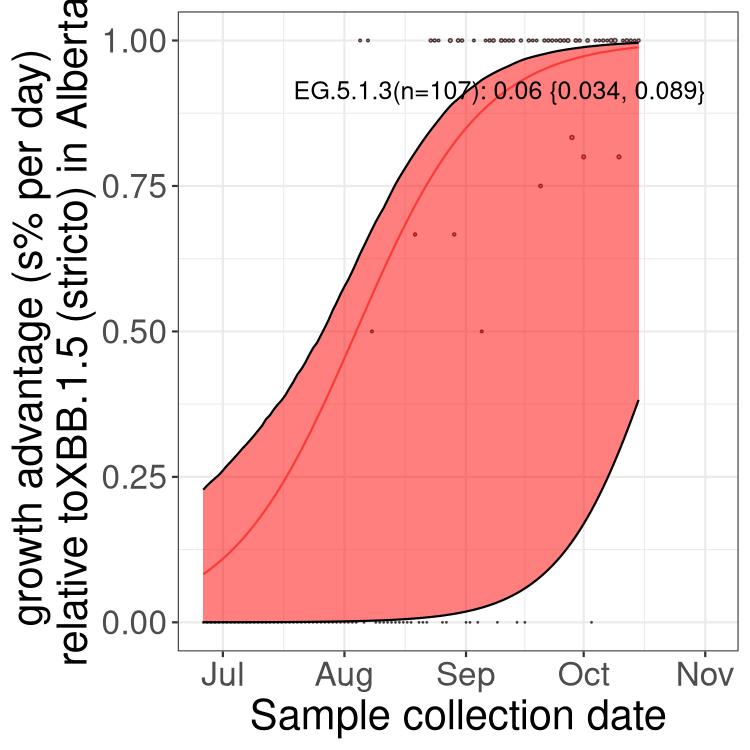 growth advantage (s% per day)
relative toXBB.1.5 (stricto) in Alberta
1.00
0.75
0.50
0.25
0.00
EG.5.1.3(n=107): 0.06 {0.034, 0.089}
Jul Aug Sep Oct Nov
Sample collection date